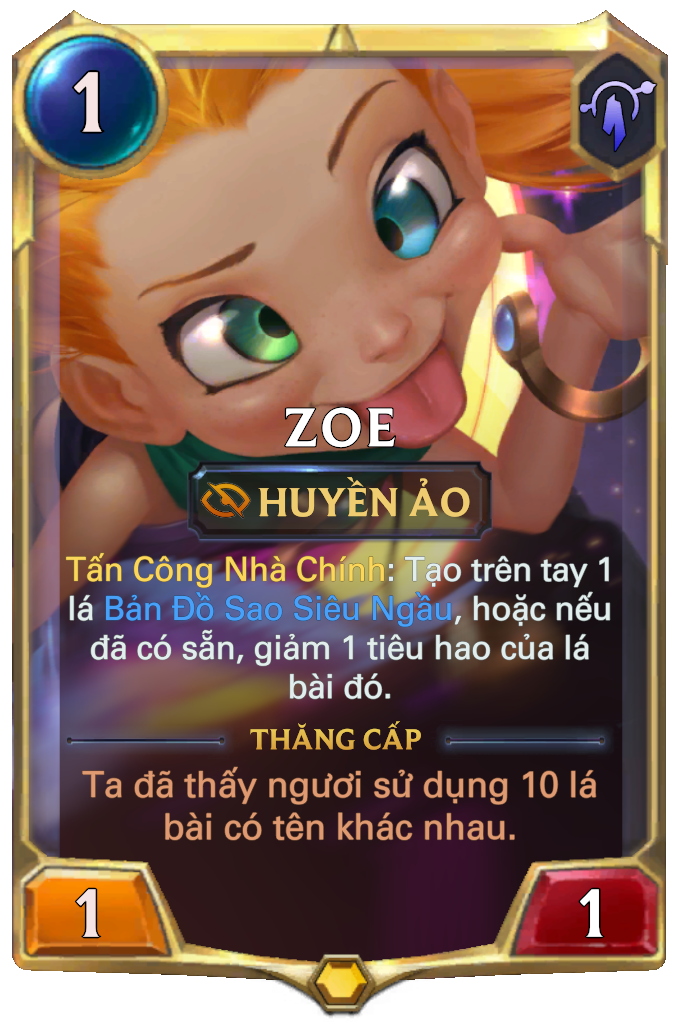 1
ZOE
HUYỀN ẢO
Tấn Công Nhà Chính: Tạo trên tay 1
lá Bản Đồ Sao Siêu Ngầu, hoặc nếu
đã có sẵn, giảm 1 tiêu hao của lá
bài đó.
THĂNG CẤP
Ta đã thấy ngươi sử dụng 10 lá
bài có tên khác nhau.
1
1